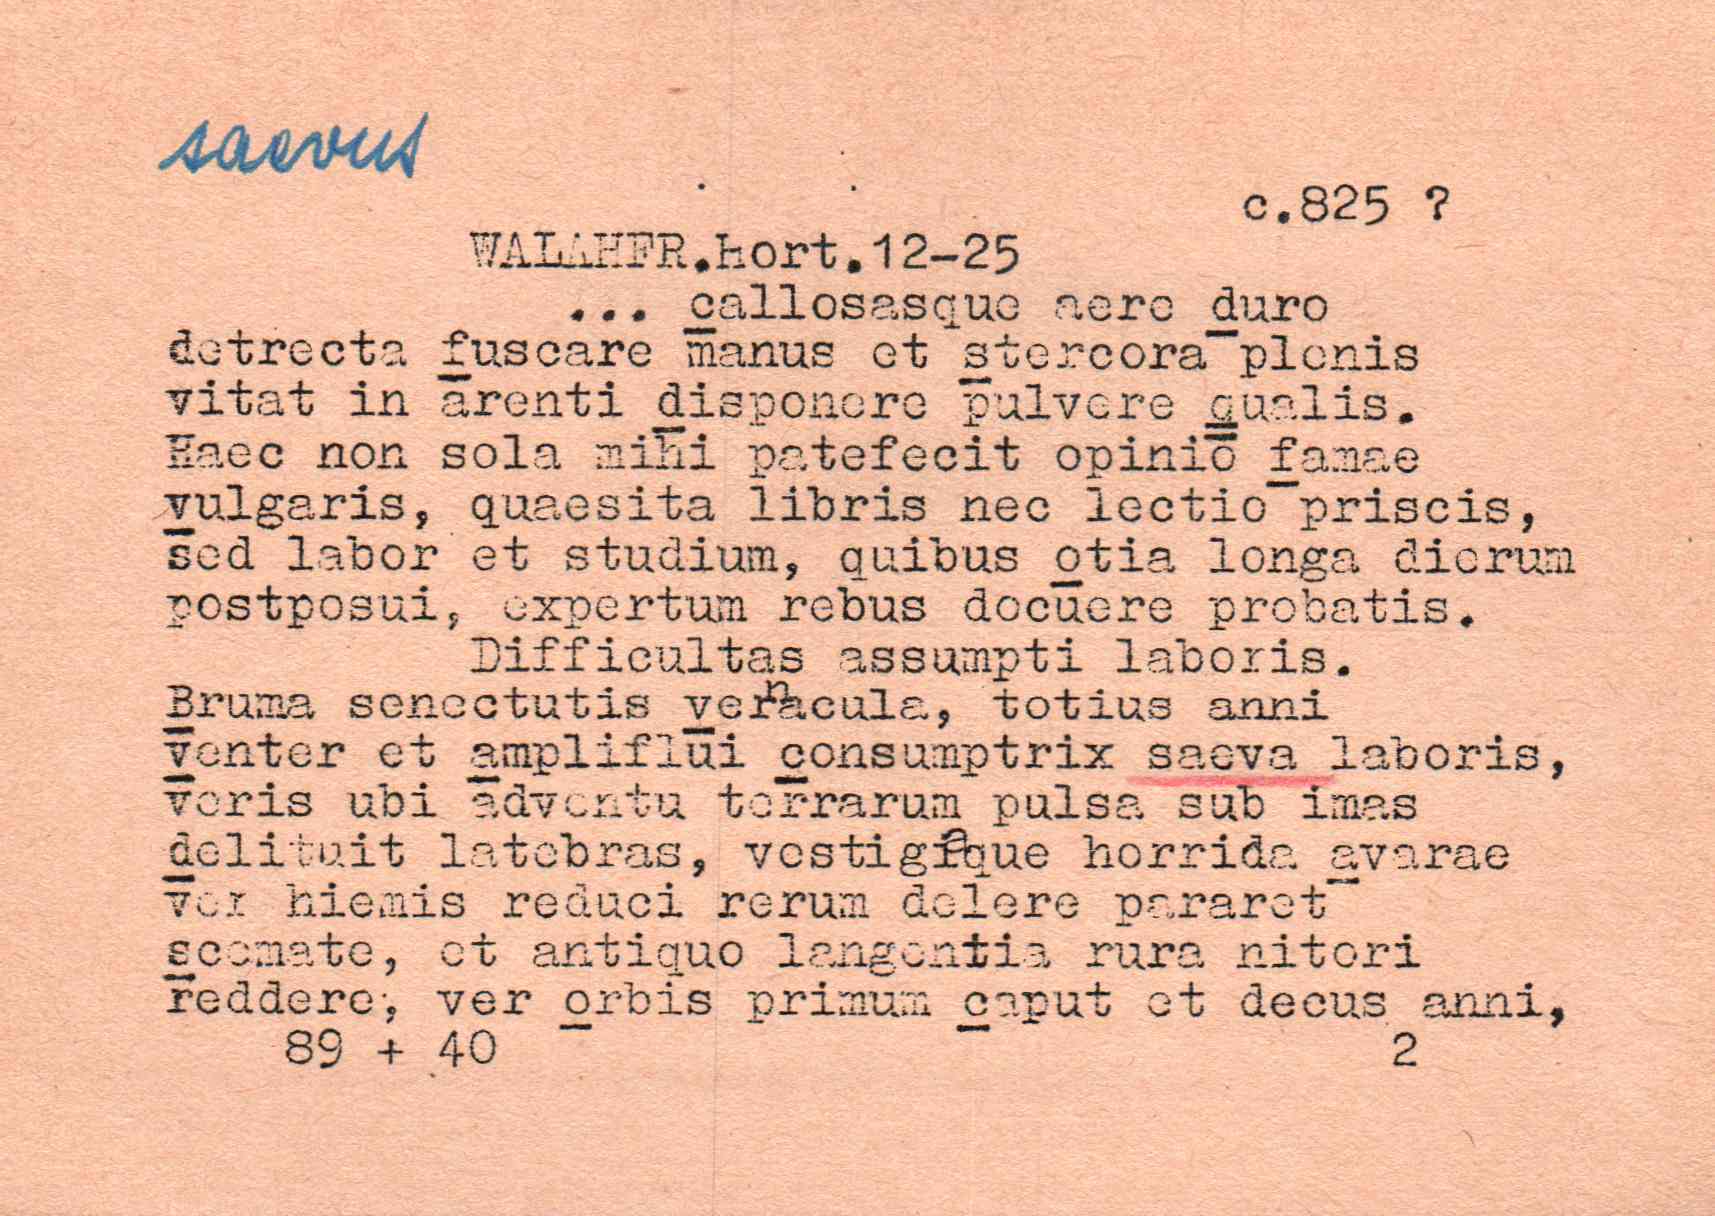 saevus
c.825 ?
WALAHFR.hort.12-25
... callosasque aere duro
detrecta fuscare manus et stercora plenis
vitat in arenti disponere pulvere qualis.
Haec non sola mihi patefecit opinio famae
vulgaris, quaesita libris nec lectio priscis,
sed labor et studium, quibus otia longa dierum
postposui, expertum rebus docuere probatis.
Difficultas assumpti laboris.
Bruma senectutis vernacula, totius anni
venter et ampliflui consumptrix saeva laboris,
veris ubi adventu terrarum pulsa sub imas
delituit latebras, vestigiaque horrida avarae
ver hiemis reduci rerum delere pararet
scemate, et antiquo langentia rura nitori
reddere, ver orbis primum caput et decus anni,
89 + 40 2